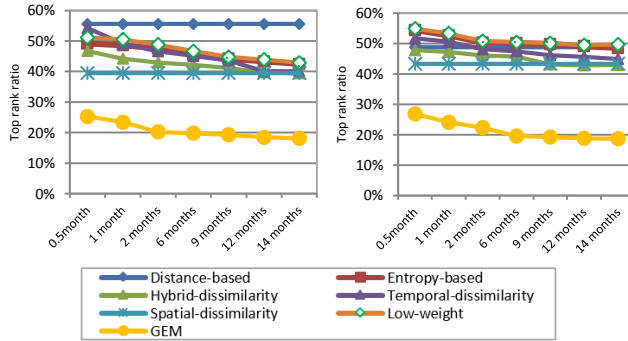 60%
50%
40%
30%
20%
10%
0%
Top rank ratio
0.5month
1 month
2 months
6 months
9 months
12 months
14 months
60%
50%
40%
30%
20%
10%
0%
Top rank ratio
0.5month
1 month
2 months
6 months
9 months
12 months
14 months
Distance-based
Entropy-based
Hybrid-dissimilarity
Temporal-dissimilarity
Spatial-dissimilarity
Low-weight
GEM